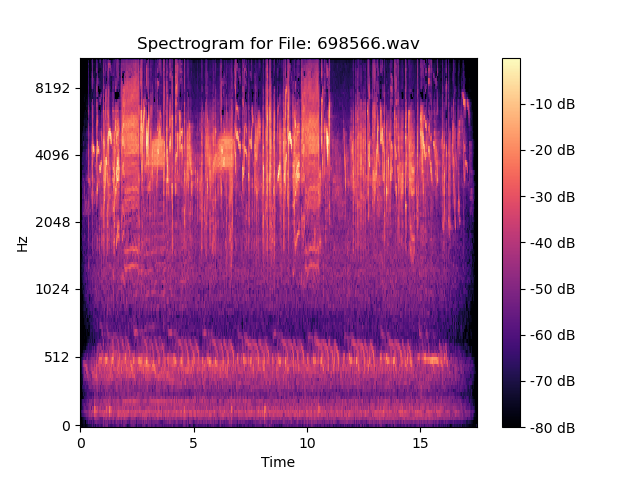 Spectrogram for File: 698566.wav
8192
4096
2048
1024
512
0
Hz
0
5
10
15
Time
-10 dB
-20 dB
-30 dB
-40 dB
-50 dB
-60 dB
-70 dB
-80 dB